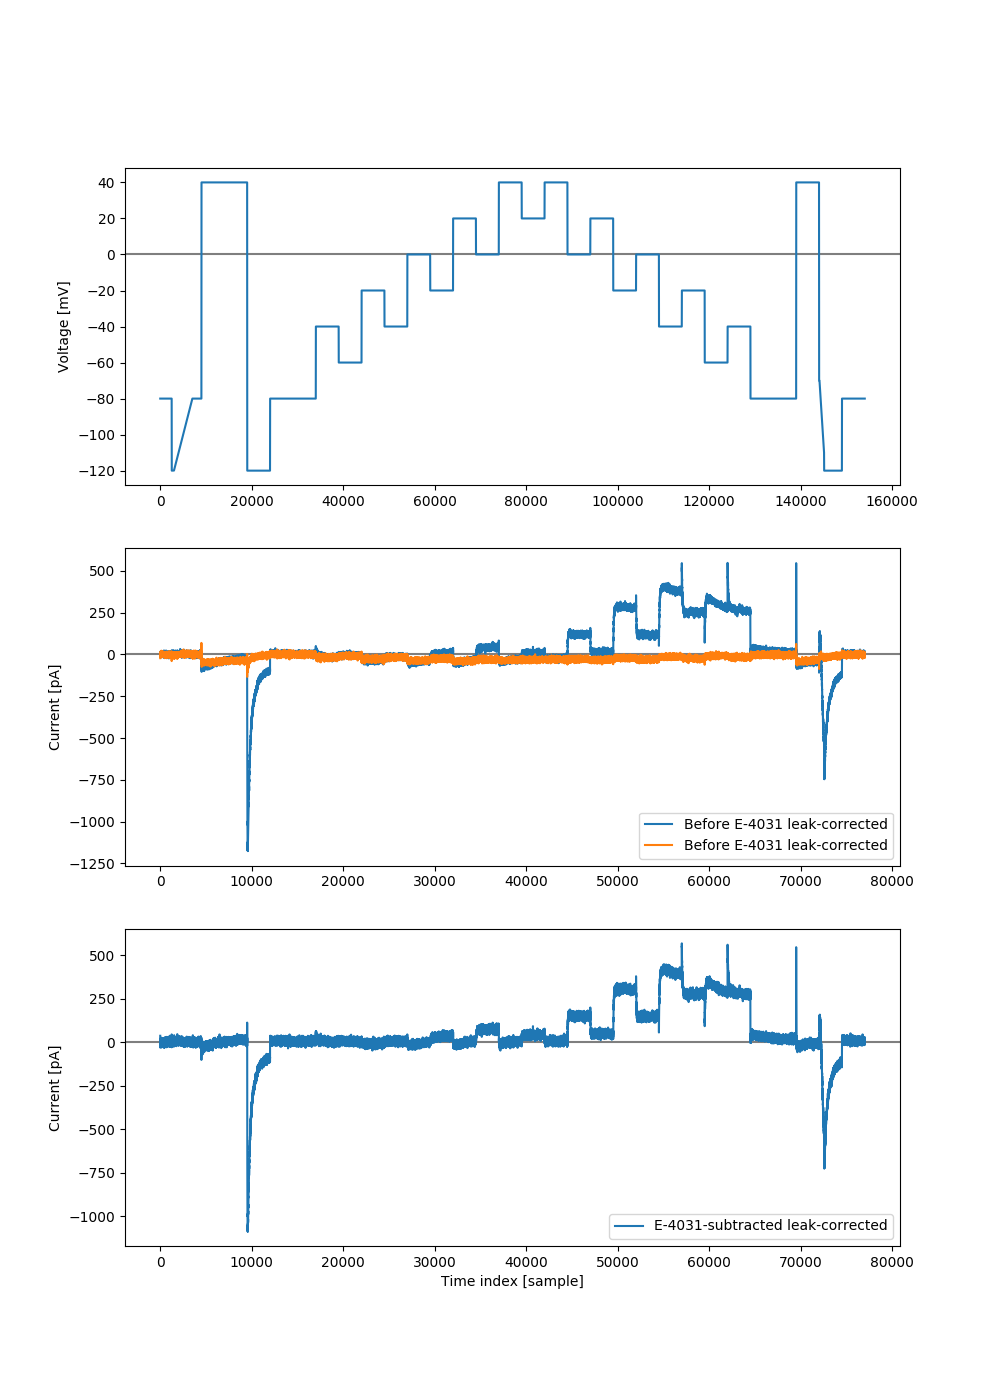 Voltage [mV]
40
20
0
−20
−40
−60
−80
−100
−120
0 20000 40000 60000 80000 100000 120000 140000 160000
Current [pA]
500
250
0
−250
−500
−750
−1000
−1250
Before E-4031 leak-corrected
Before E-4031 leak-corrected
0 10000 20000 30000 40000 50000 60000 70000 80000
Current [pA]
500
250
0
−250
−500
−750
−1000
E-4031-subtracted leak-corrected
0 10000 20000 30000 40000 50000 60000 70000 80000
Time index [sample]